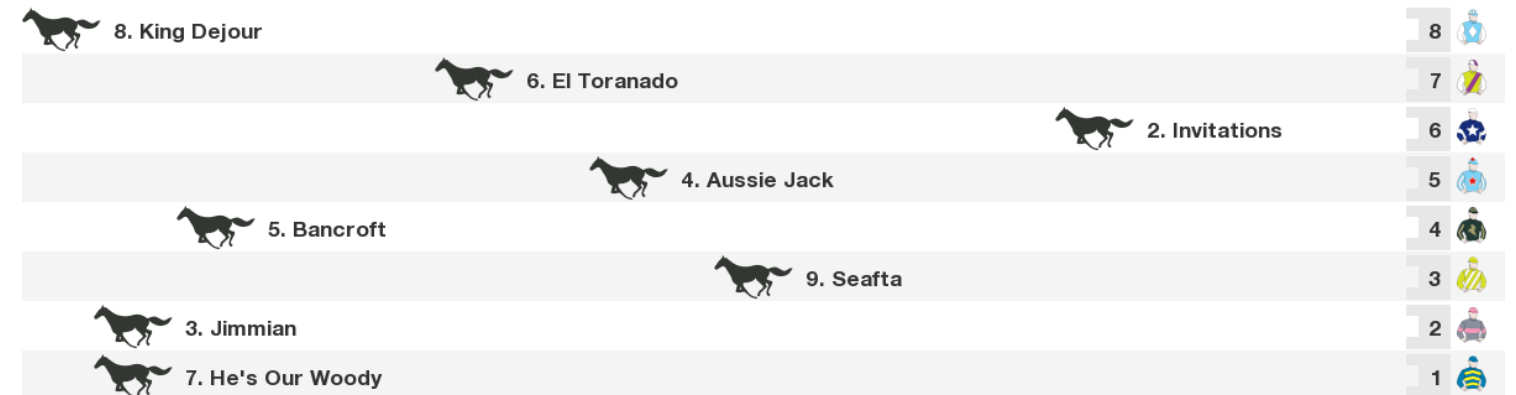 8. King Dejour 8
6. El Toranado 7
2. Invitations 6
4. Aussie Jack 5
5. Bancroft 4
9. Seafta 3
3. Jimmian 2
7. He's Our Woody 1